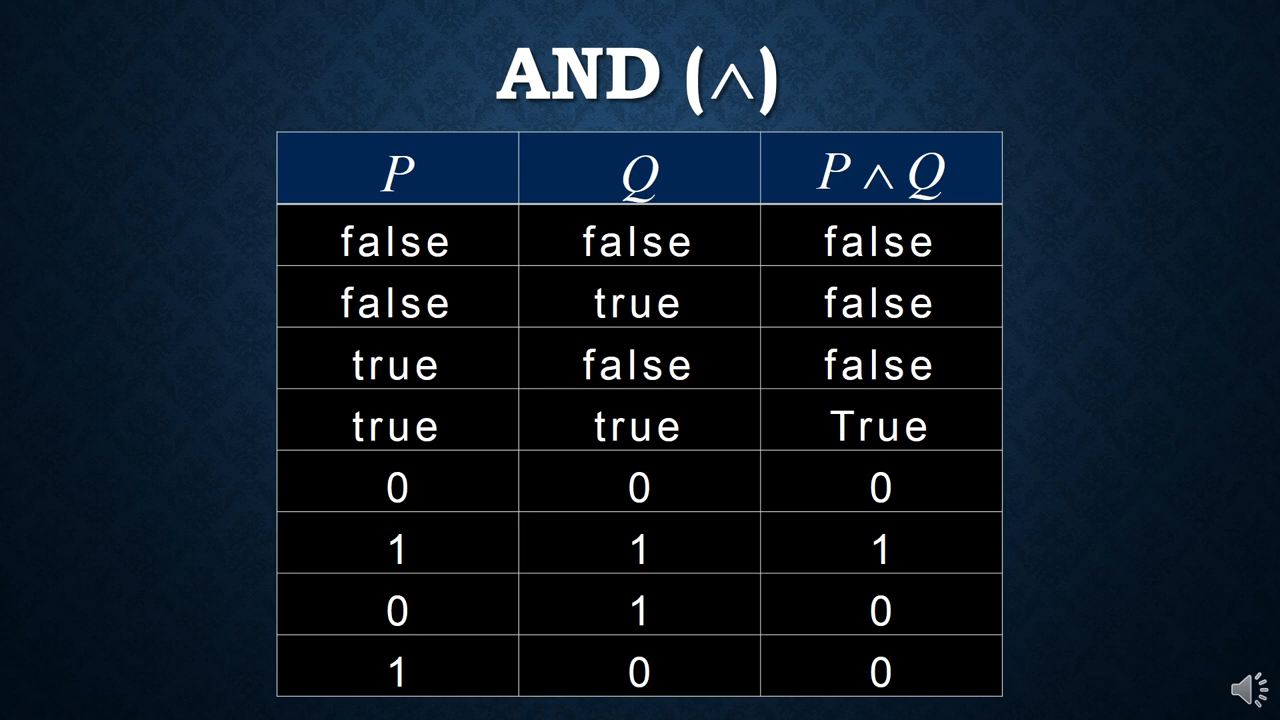 AND (∧)
P Q P ∧ Q
false false false
false true false
true false false
true true True
0 0 0
1 1 1
0 1 0
1 0 0